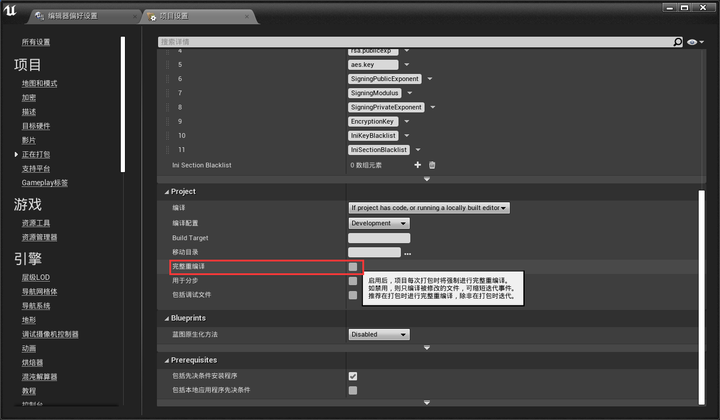 编辑器偏好设置
项目设置
所有设置
项目
地图和模式
加密
描述
目标硬件
影片
正在打包
支持平台
Gameplay标签
游戏
资源工具
资源管理器
引擎
层级LOD
导航网格体
导航系统
地形
调试摄像机控制器
动画
烘焙器
混沌解算器
教程
控制台
搜索详情
4 rsa.publicexp
5 aes.key
6 SigningPublicExponent
7 SigningModulus
8 SigningPrivateExponent
9 EncryptionKey
10 IniKeyBlacklist
11 IniSectionBlacklist
Ini Section Blacklist 0 数组元素
Project
编译 If project has code, or running a locally built editor
编译配置 Development
Build Target
移动目录
完整重编译
用于分步
包括调试文件
启用后，项目每次打包时将强制进行完整重编译。
如禁用，则只编译被修改的文件，可缩短迭代事件。
推荐在打包时进行完整重编译，除非在打包时迭代。
Blueprints
蓝图原生化方法 Disabled
Prerequisites
包括先决条件安装程序
包括本地应用程序先决条件